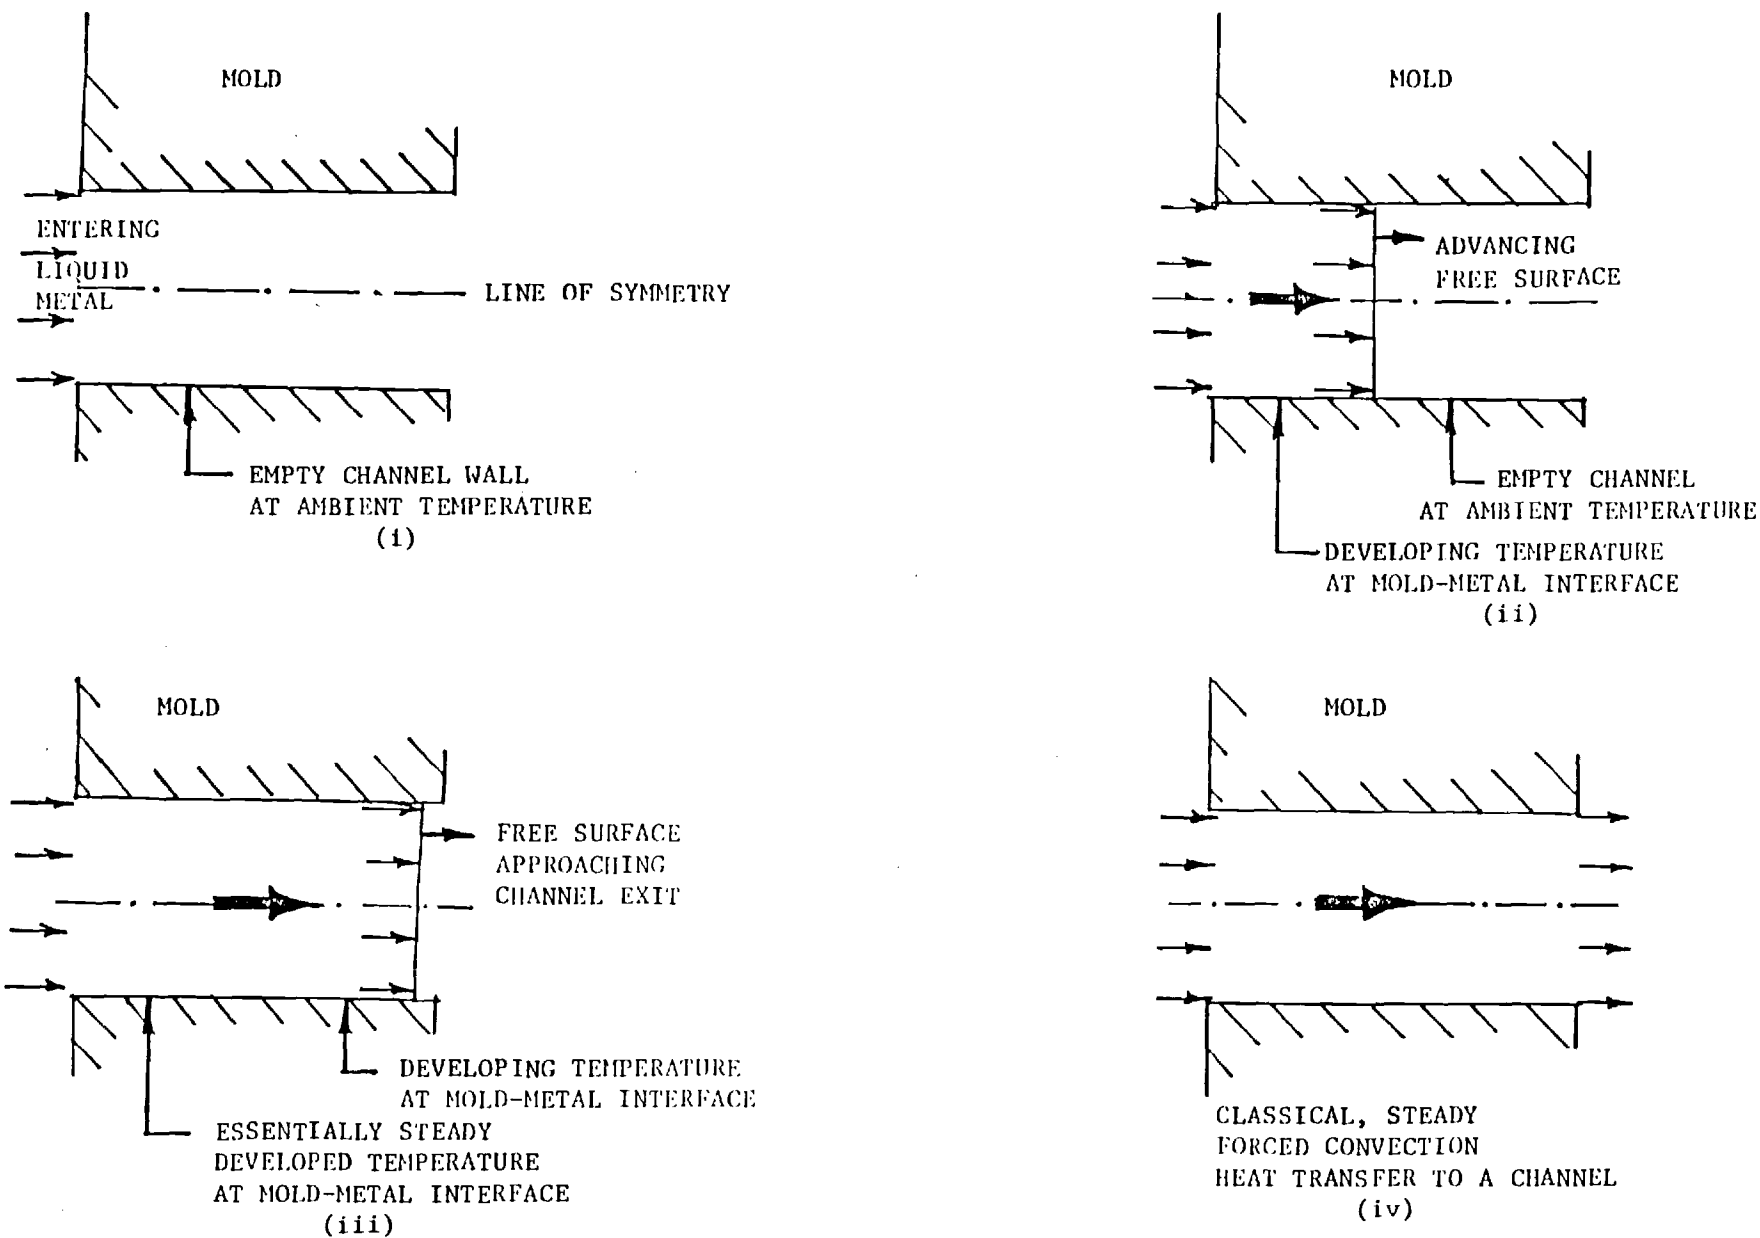 MOLD
ENTERING
LIQUID
METAL
LINE OF SYMMETRY
EMPTY CHANNEL WALL
AT AMBIENT TEMPERATURE
(i)
MOLD
ADVANCING
FREE SURFACE
EMPTY CHANNEL
AT AMBIENT TEMPERATURE
DEVELOPING TEMPERATURE
AT MOLD-METAL INTERFACE
(ii)
MOLD
FREE SURFACE
APPROACHING
CHANNEL EXIT
DEVELOPING TEMPERATURE
AT MOLD-METAL INTERFACE
ESSENTIALLY STEADY
DEVELOPED TEMPERATURE
AT MOLD-METAL INTERFACE
(iii)
MOLD
CLASSICAL, STEADY
FORCED CONVECTION
HEAT TRANSFER TO A CHANNEL
(iv)